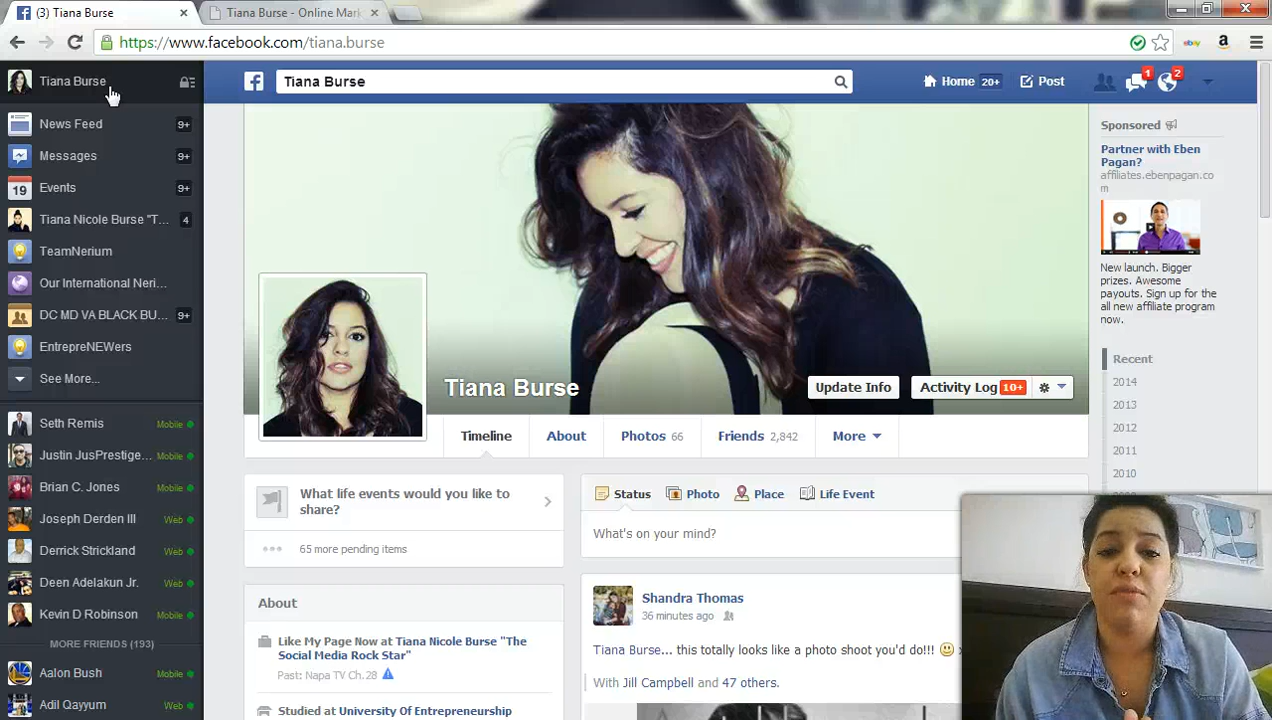 (3) Tiana Burse
Tiana Burse - Online Mark
https://www.facebook.com/tiana.burse
ebay
a
Tiana Burse
Tiana Burse
Home 20+
Post
1
2
News Feed 9+
Messages 9+
19 Events 9+
Tiana Nicole Burse "T... 4
TeamNerium
Our International Neri...
DC MD VA BLACK BU... 9+
EntrepreNEWers
See More...
Seth Remis Mobile
Justin JusPrestige... Mobile
Brian C. Jones Mobile
Joseph Derden III Web
Derrick Strickland Web
Deen Adelakun Jr. Web
Kevin D Robinson Mobile
MORE FRIENDS (193)
Aalon Bush Mobile
Adil Qayyum Web
Tiana Burse
Update Info
Activity Log 10+
Timeline
About
Photos 66
Friends 2,842
More
What life events would you like to
share?
65 more pending items
About
Like My Page Now at Tiana Nicole Burse "The
Social Media Rock Star"
Past: Napa TV Ch.28
Studied at University Of Entrepreneurship
Status
Photo
Place
Life Event
What's on your mind?
Shandra Thomas
36 minutes ago
Tiana Burse... this totally looks like a photo shoot you'd do!!!
With Jill Campbell and 47 others.
Sponsored
Partner with Eben
Pagan?
affiliates.ebenpagan.co
m
New launch. Bigger
prizes. Awesome
payouts. Sign up for the
all new affiliate program
now.
Recent
2014
2013
2012
2011
2010